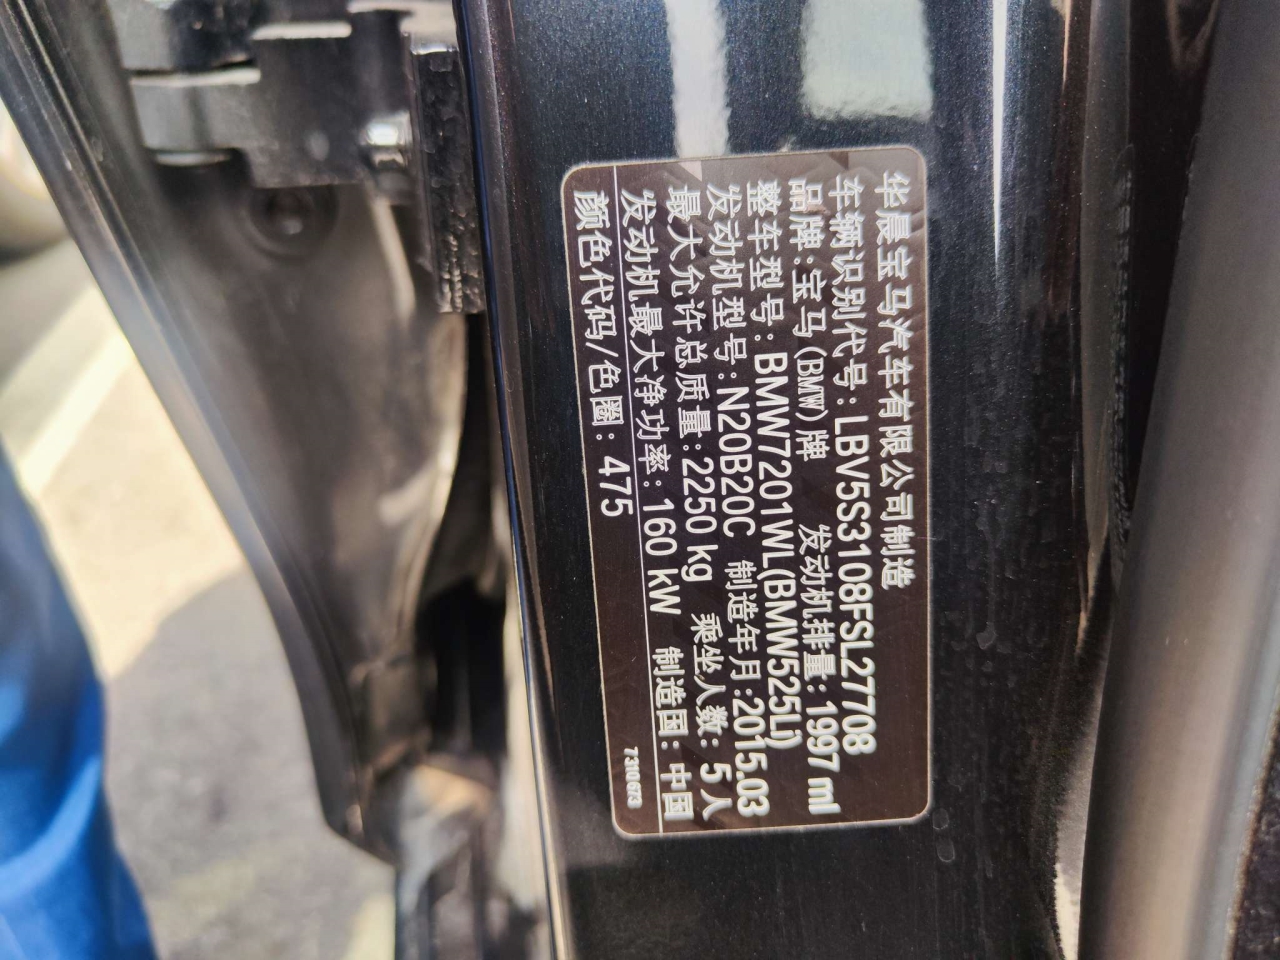 华晨宝马汽车有限公司制造
车辆识别代号:LBV5S3108FSL27708
品牌:宝马(BMW)牌 发动机排量:1997 ml
整车型号:BMW7201WL(BMW525Li)
发动机型号:N20B20C 制造年月:2015.03
最大允许总质量:2250 kg 乘坐人数:5人
发动机最大净功率:160 kW 制造国:中国
颜色代码/色圈:475
7310673